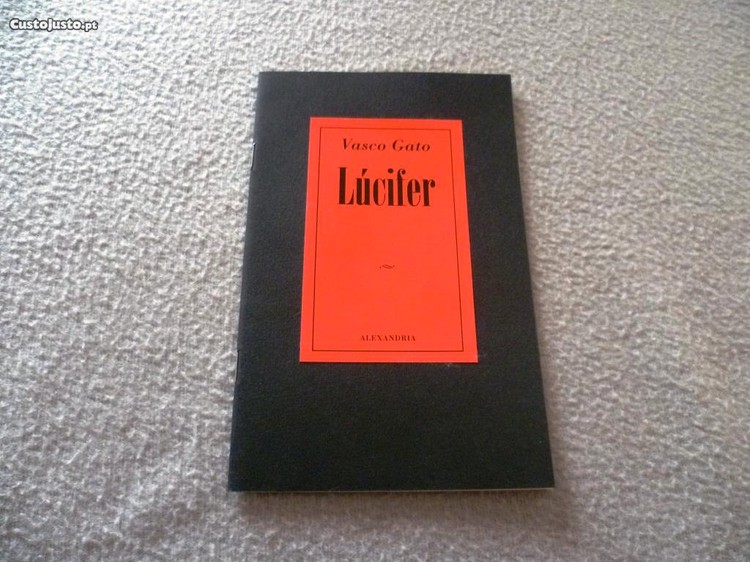 CustoJusto.pt
Vasco Gato
Lúcifer
ALEXANDRIA